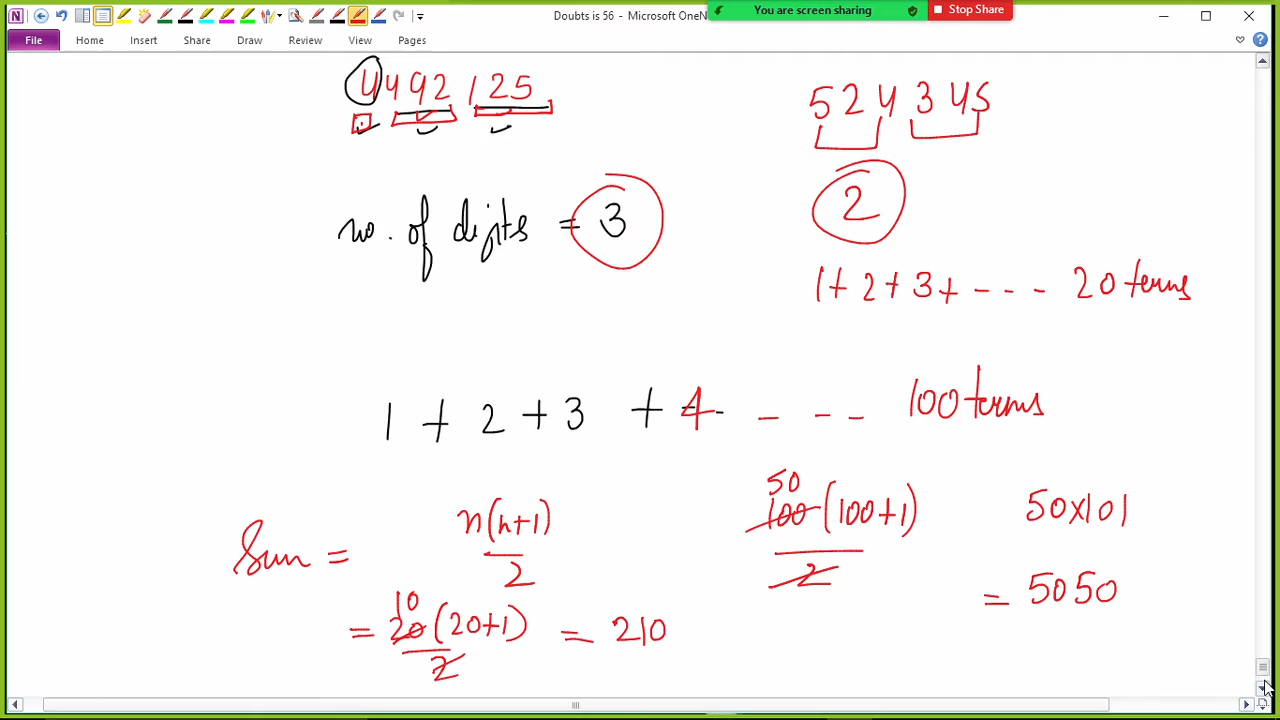 Doubts is 56 - Microsoft OneN
You are screen sharing
Stop Share
File Home Insert Share Draw Review View Pages
4492125
524345
no. of digits = 3
2
1+2+3+ - - - 20 terms
1 + 2 + 3 + 4 - - - - 100 terms
Sum = n(n+1)/2
50
100(100+1)/2
50x101
= 5050
10
= 20(20+1)/2 = 210